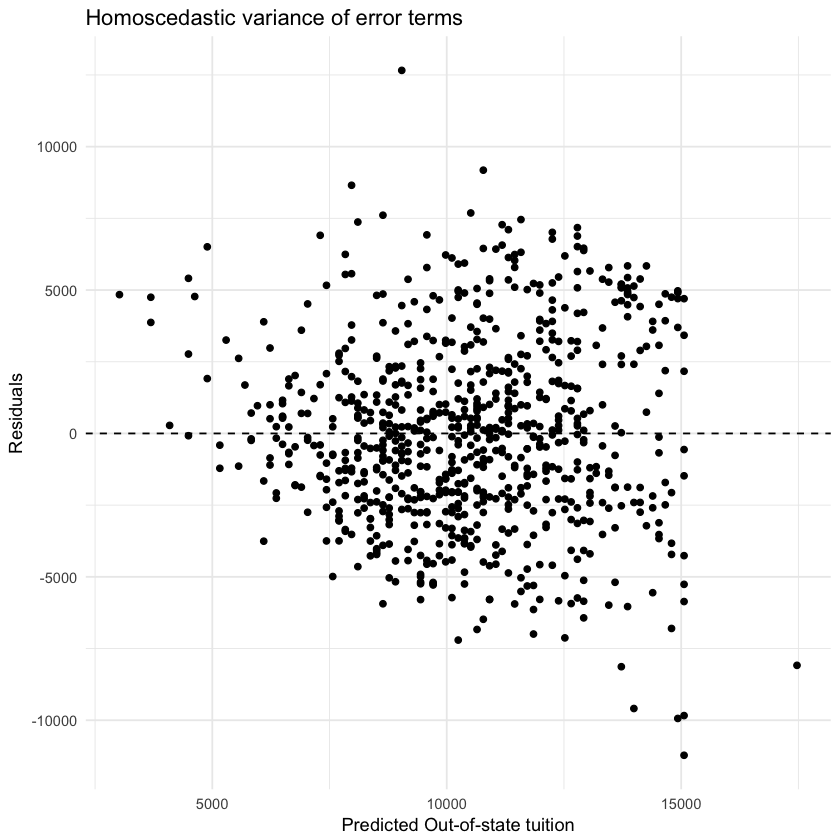 Homoscedastic variance of error terms
10000
5000
0
-5000
-10000
Residuals
5000
10000
15000
Predicted Out-of-state tuition